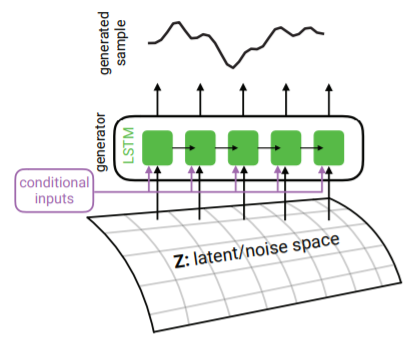 generated
sample
generator
LSTM
conditional
inputs
Z: latent/noise space